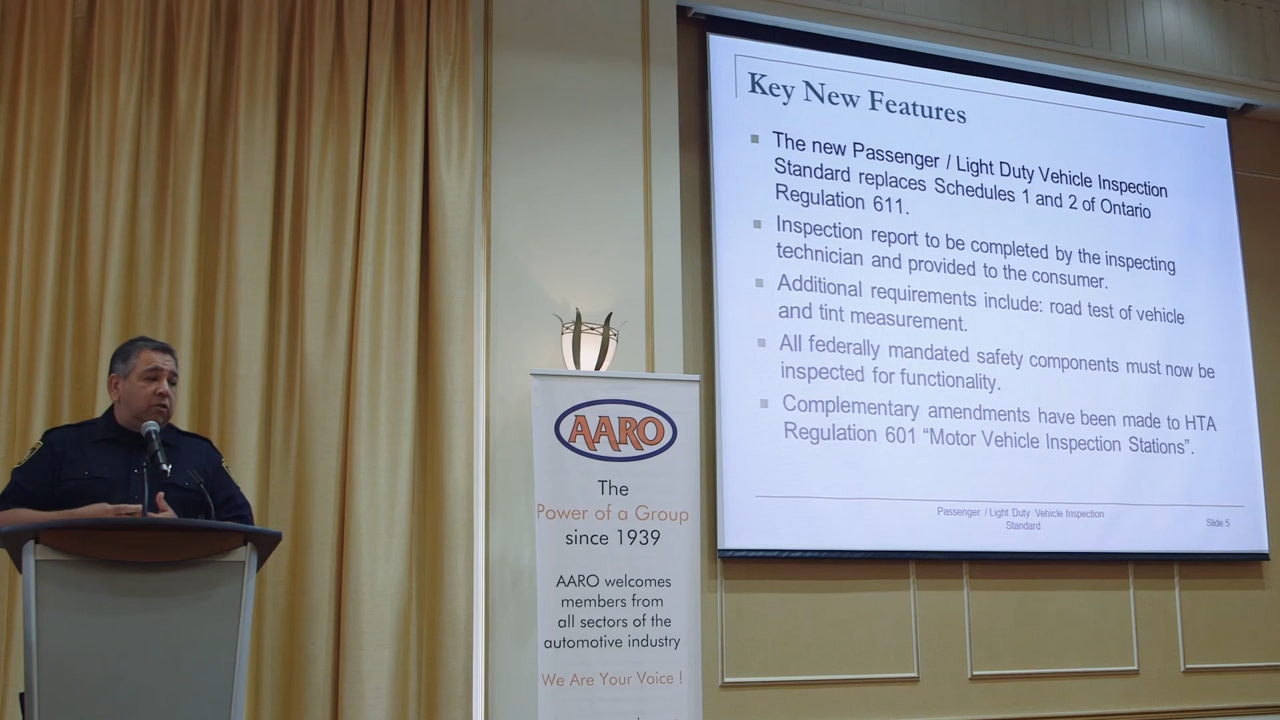 AARO
The
Power of a Group
since 1939
AARO welcomes
members from
all sectors of the
automotive industry
We Are Your Voice !
Key New Features
The new Passenger / Light Duty Vehicle Inspection
Standard replaces Schedules 1 and 2 of Ontario
Regulation 611.
Inspection report to be completed by the inspecting
technician and provided to the consumer.
Additional requirements include: road test of vehicle
and tint measurement.
All federally mandated safety components must now be
inspected for functionality.
Complementary amendments have been made to HTA
Regulation 601 “Motor Vehicle Inspection Stations”.
Passenger / Light Duty Vehicle Inspection
Standard
Slide 5